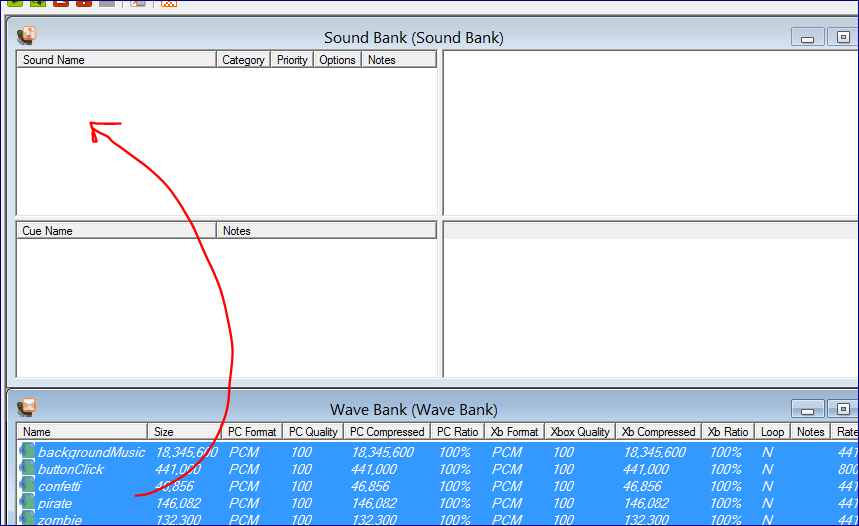 Sound Bank (Sound Bank)
Sound Name Category Priority Options Notes
Cue Name Notes
Wave Bank (Wave Bank)
Name Size PC Format PC Quality PC Compressed PC Ratio Xb Format Xbox Quality Xb Compressed Xb Ratio Loop Notes Rate
backgroundMusic 18,345,600 PCM 100 18,345,600 100% PCM 100 18,345,600 100% N 441
buttonClick 441,000 PCM 100 441,000 100% PCM 100 441,000 100% N 800
confetti 46,856 PCM 100 46,856 100% PCM 100 46,856 100% N 441
pirate 146,082 PCM 100 146,082 100% PCM 100 146,082 100% N 441
zombie 132,300 PCM 100 132,300 100% PCM 100 132,300 100% N 441